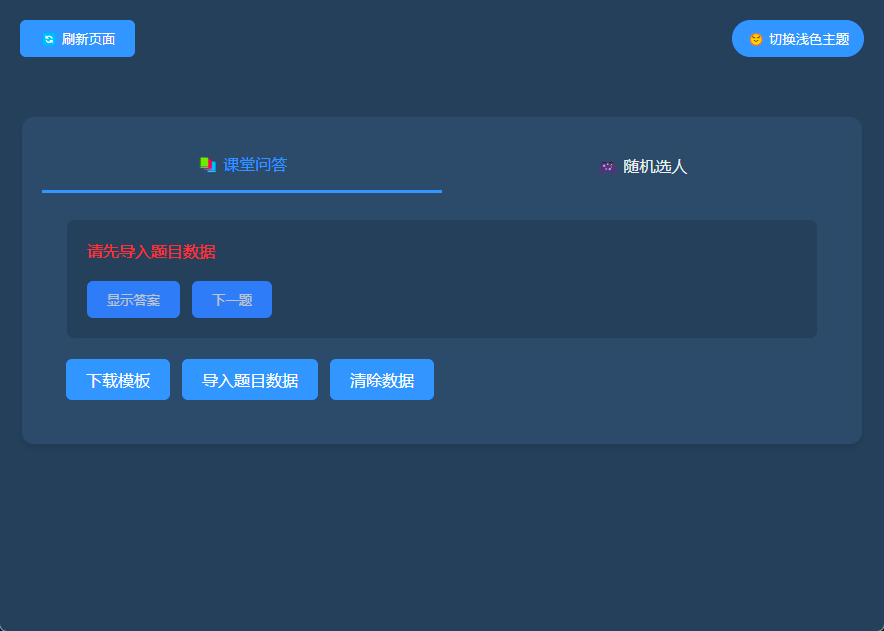 刷新页面
切换浅色主题
课堂问答
随机选人
请先导入题目数据
显示答案
下一题
下载模板
导入题目数据
清除数据